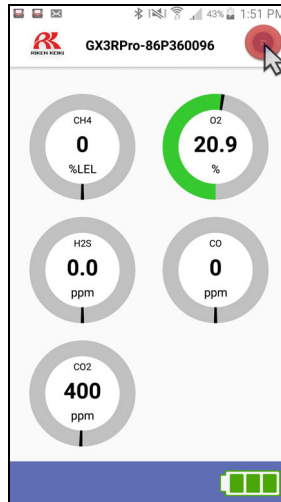 43% 1:51 PM
RIKEN KEIKI
GX3RPro-86P360096
CH4
0
%LEL
O2
20.9
%
H2S
0.0
ppm
CO
0
ppm
CO2
400
ppm